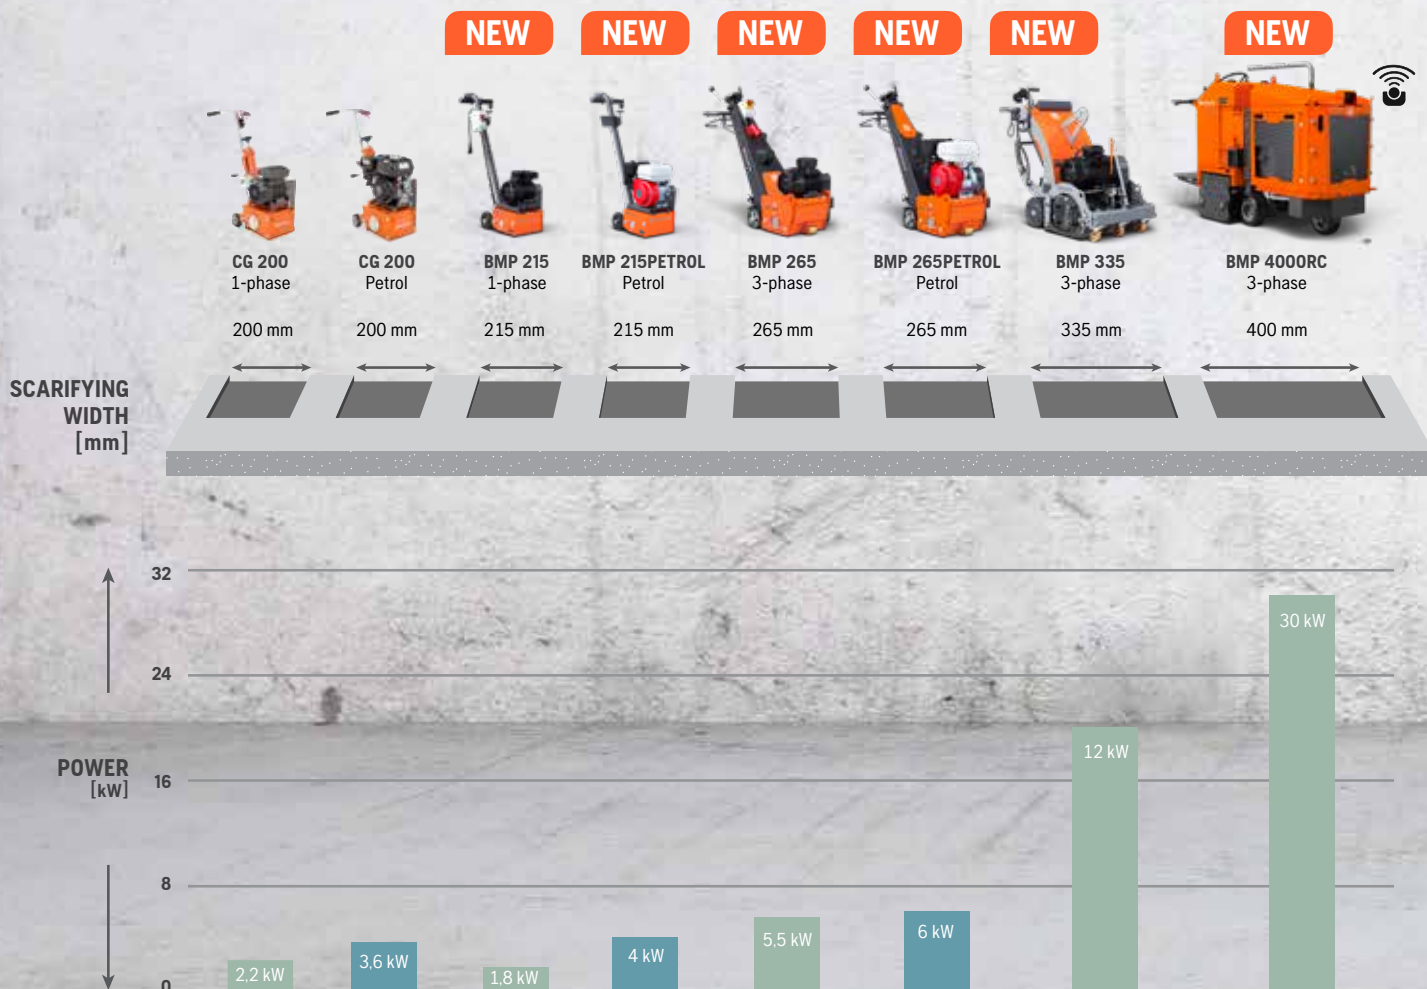 NEW
NEW
NEW
NEW
NEW
NEW
CG 200
1-phase
CG 200
Petrol
BMP 215
1-phase
BMP 215PETROL
Petrol
BMP 265
3-phase
BMP 265PETROL
Petrol
BMP 335
3-phase
BMP 4000RC
3-phase
200 mm
200 mm
215 mm
215 mm
265 mm
265 mm
335 mm
400 mm
SCARIFYING
WIDTH
[mm]
32
24
16
8
0
POWER
[kW]
2,2 kW
3,6 kW
1,8 kW
4 kW
5,5 kW
6 kW
12 kW
30 kW